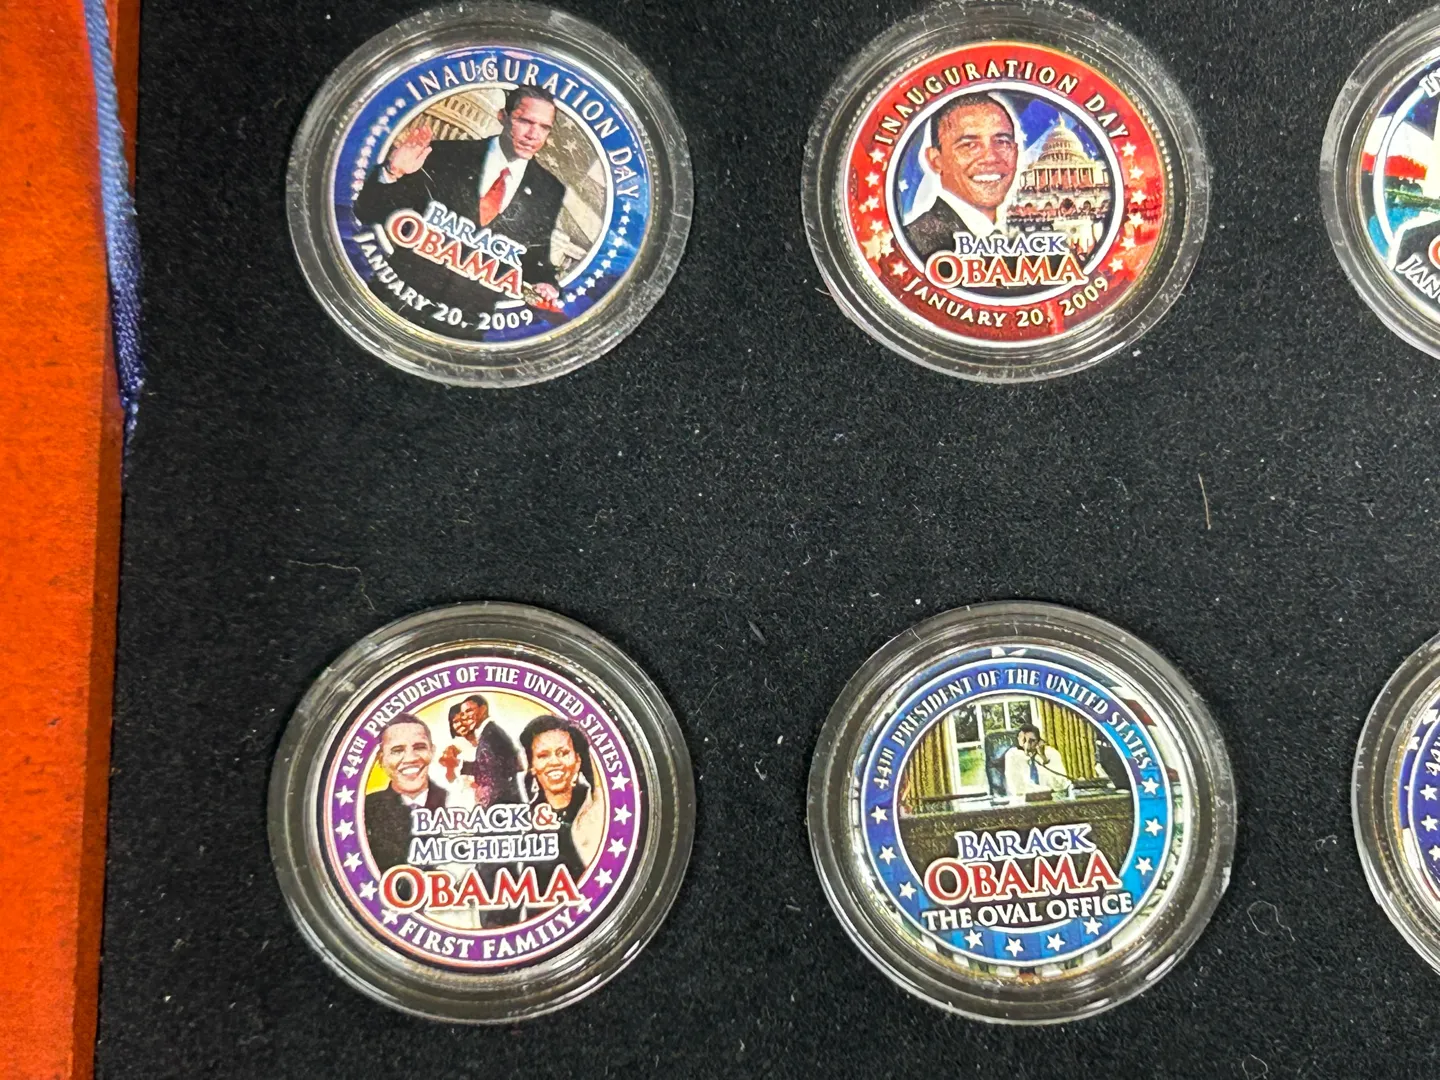 INAUGURATION DAY
BARACK
OBAMA
JANUARY 20, 2009
INAUGURATION DAY
BARACK
OBAMA
JANUARY 20, 2009
44TH PRESIDENT OF THE UNITED STATES
BARACK &
MICHELLE
OBAMA
FIRST FAMILY
44TH PRESIDENT OF THE UNITED STATES
BARACK
OBAMA
THE OVAL OFFICE